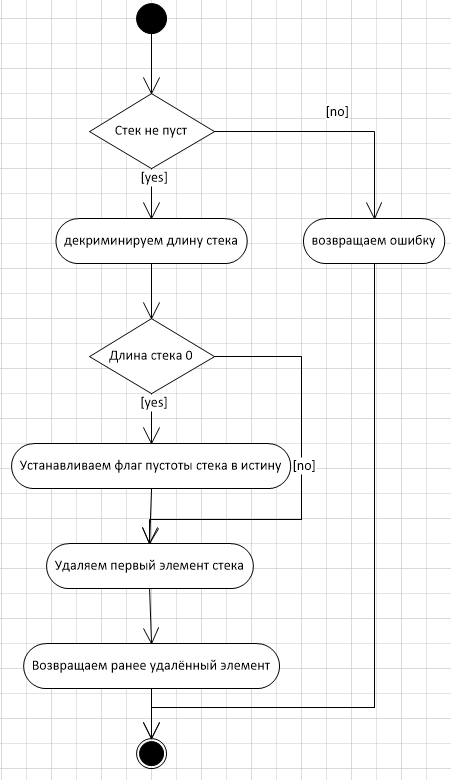 [no]
Стек не пуст
[yes]
декриминируем длину стека
возвращаем ошибку
Длина стека 0
[yes]
Устанавливаем флаг пустоты стека в истину
[no]
Удаляем первый элемент стека
Возвращаем ранее удалённый элемент